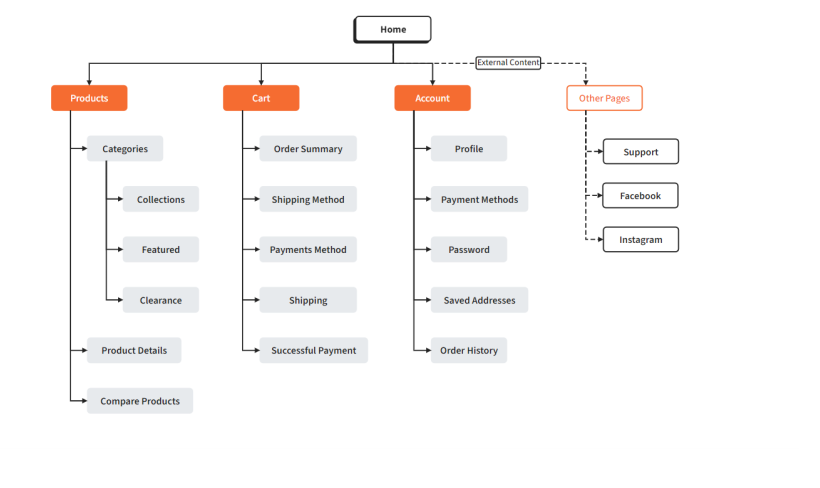 Home
External Content
Products
Cart
Account
Other Pages
Categories
Order Summary
Profile
Support
Collections
Shipping Method
Payment Methods
Facebook
Featured
Payments Method
Password
Instagram
Clearance
Shipping
Saved Addresses
Product Details
Successful Payment
Order History
Compare Products